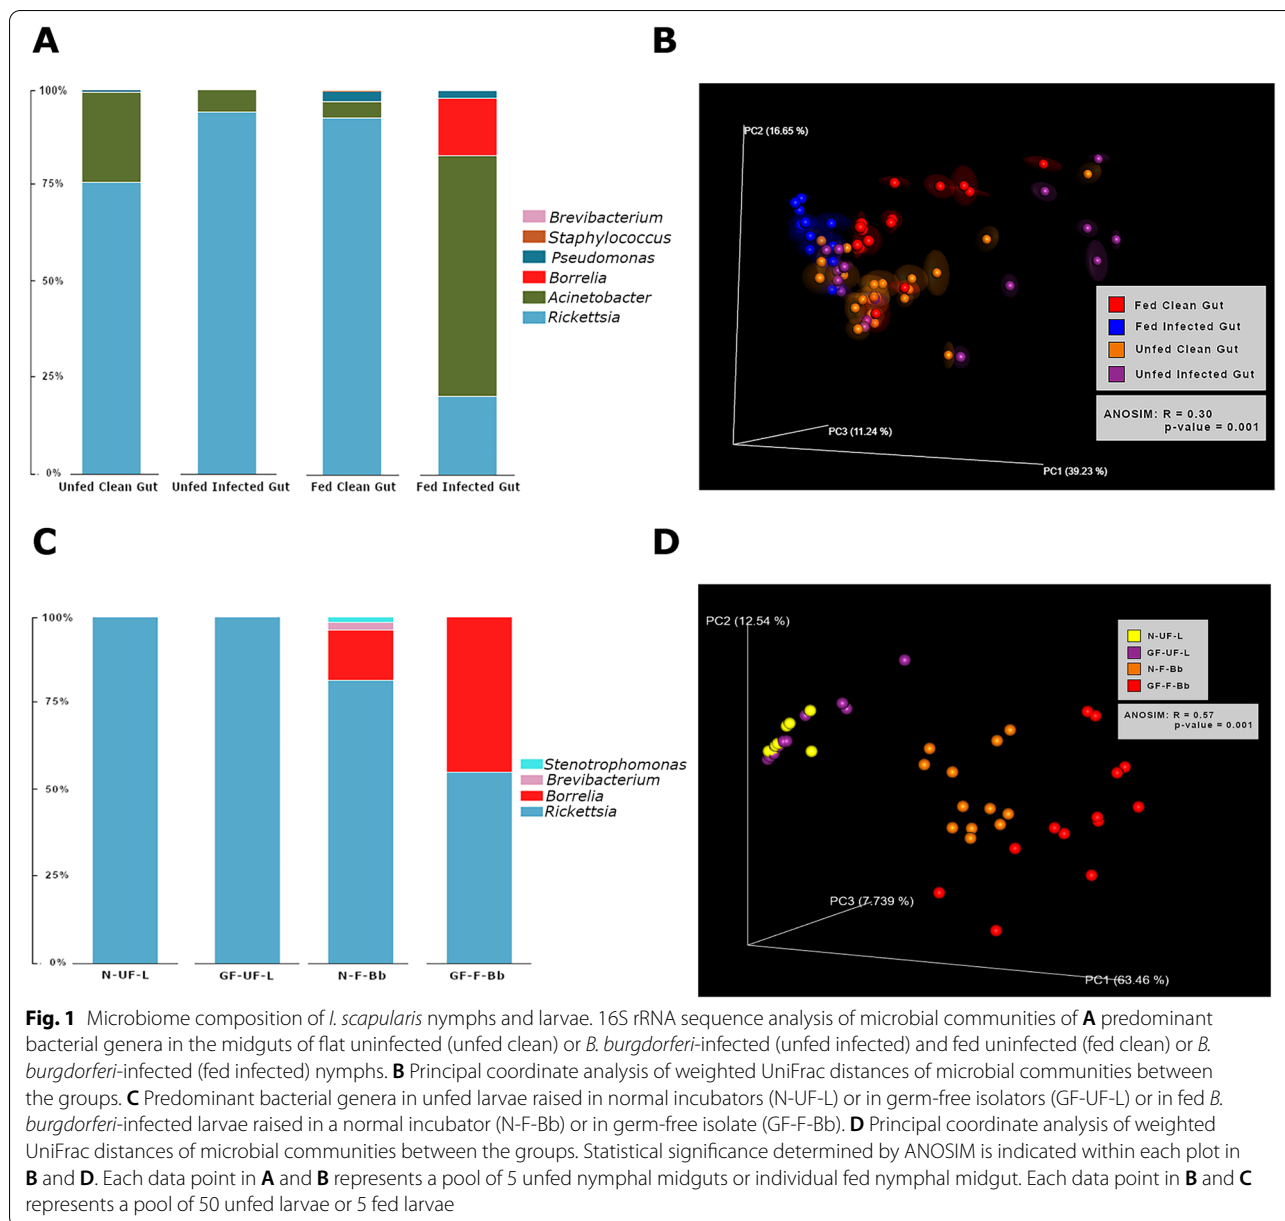 A
100%
75%
50%
25%
0%
Unfed Clean Gut
Unfed Infected Gut
Fed Clean Gut
Fed Infected Gut
Brevibacterium
Staphylococcus
Pseudomonas
Borrelia
Acinetobacter
Rickettsia
B
PC2 (16.65 %)
PC3 (11.24 %)
PC1 (39.23 %)
Fed Clean Gut
Fed Infected Gut
Unfed Clean Gut
Unfed Infected Gut
ANOSIM: R = 0.30
p-value = 0.001
C
100%
75%
50%
25%
0%
N-UF-L
GF-UF-L
N-F-Bb
GF-F-Bb
Stenotrophomonas
Brevibacterium
Borrelia
Rickettsia
D
PC2 (12.54 %)
PC3 (7.739 %)
PC1 (63.46 %)
N-UF-L
GF-UF-L
N-F-Bb
GF-F-Bb
ANOSIM: R = 0.57
p-value = 0.001
Fig. 1 Microbiome composition of I. scapularis nymphs and larvae. 16S rRNA sequence analysis of microbial communities of A predominant
bacterial genera in the midguts of flat uninfected (unfed clean) or B. burgdorferi-infected (unfed infected) and fed uninfected (fed clean) or B.
burgdorferi-infected (fed infected) nymphs. B Principal coordinate analysis of weighted UniFrac distances of microbial communities between
the groups. C Predominant bacterial genera in unfed larvae raised in normal incubators (N-UF-L) or in germ-free isolators (GF-UF-L) or in fed B.
burgdorferi-infected larvae raised in a normal incubator (N-F-Bb) or in germ-free isolate (GF-F-Bb). D Principal coordinate analysis of weighted
UniFrac distances of microbial communities between the groups. Statistical significance determined by ANOSIM is indicated within each plot in
B and D. Each data point in A and B represents a pool of 5 unfed nymphal midguts or individual fed nymphal midgut. Each data point in B and C
represents a pool of 50 unfed larvae or 5 fed larvae